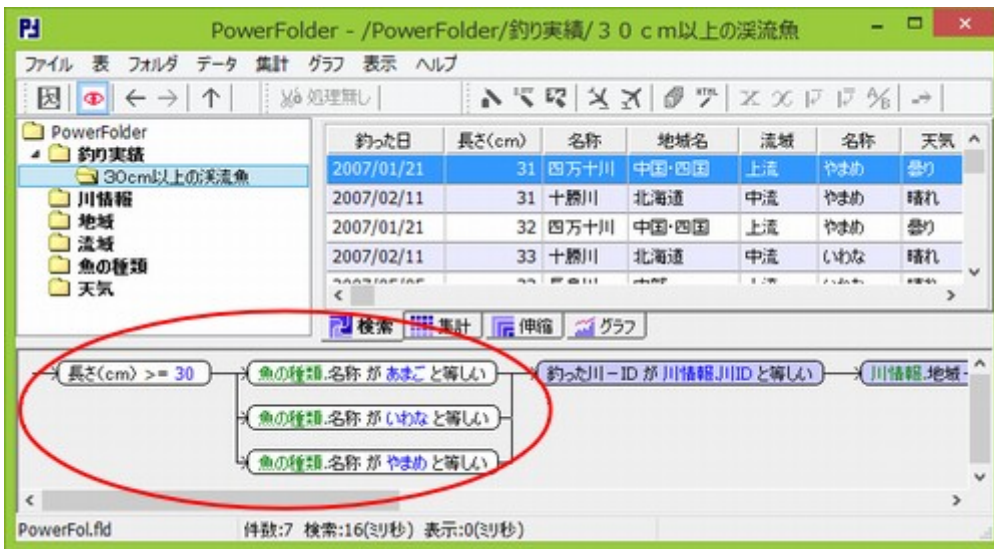 PowerFolder - /PowerFolder/釣り実績/３０ｃｍ以上の渓流魚
ファイル 表 フォルダ データ 集計 グラフ 表示 ヘルプ
処理無し
PowerFolder
釣り実績
30cm以上の渓流魚
川情報
地域
流域
魚の種類
天気
釣った日 長さ(cm) 名称 地域名 流域 名称 天気
2007/01/21 31 四万十川 中国・四国 上流 やまめ 曇り
2007/02/11 31 十勝川 北海道 中流 やまめ 晴れ
2007/01/21 32 四万十川 中国・四国 上流 やまめ 曇り
2007/02/11 33 十勝川 北海道 中流 いわな 晴れ
検索 集計 伸縮 グラフ
長さ(cm) >= 30 魚の種類.名称 が あまご と等しい 釣った川－ID が 川情報.川ID と等しい 川情報.地域-
魚の種類.名称 が いわな と等しい
魚の種類.名称 が やまめ と等しい
PowerFol.fld 件数:7 検索:16(ミリ秒) 表示:0(ミリ秒)